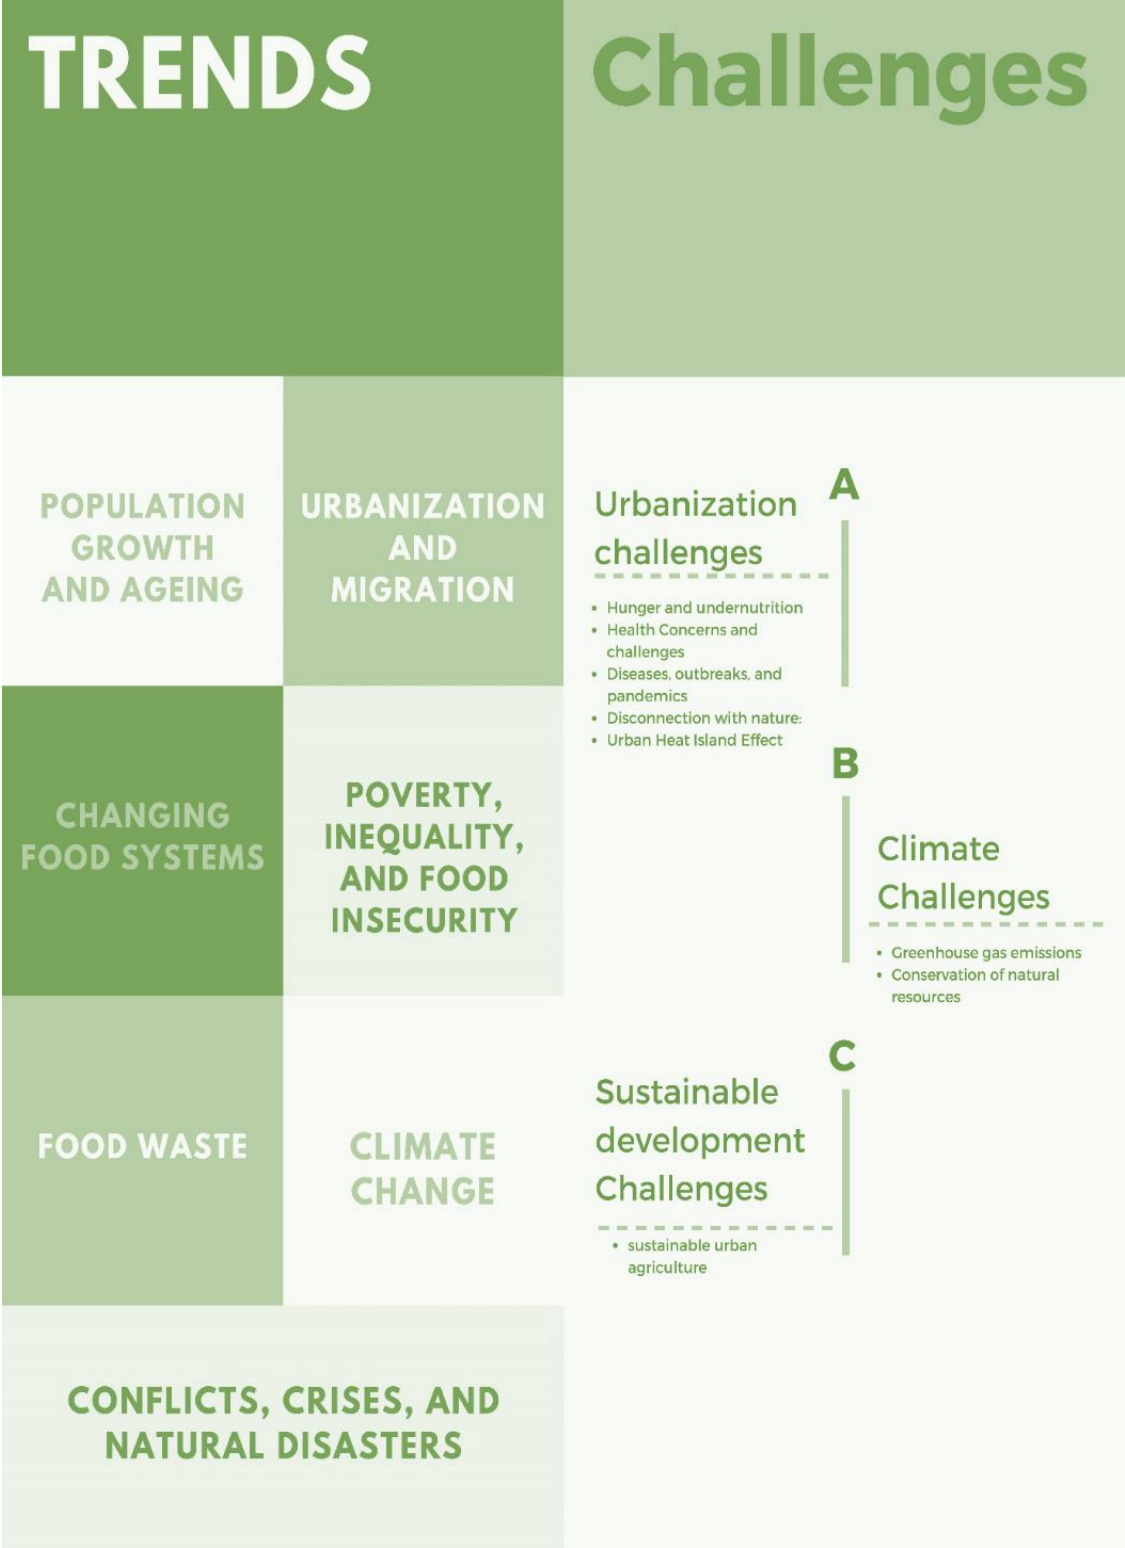 TRENDS
Challenges
POPULATION
GROWTH
AND AGEING
URBANIZATION
AND
MIGRATION
CHANGING
FOOD SYSTEMS
POVERTY,
INEQUALITY,
AND FOOD
INSECURITY
FOOD WASTE
CLIMATE
CHANGE
CONFLICTS, CRISES, AND
NATURAL DISASTERS
A
Urbanization
challenges
• Hunger and undernutrition
• Health Concerns and
challenges
• Diseases, outbreaks, and
pandemics
• Disconnection with nature:
• Urban Heat Island Effect
B
Climate
Challenges
• Greenhouse gas emissions
• Conservation of natural
resources
C
Sustainable
development
Challenges
• sustainable urban
agriculture